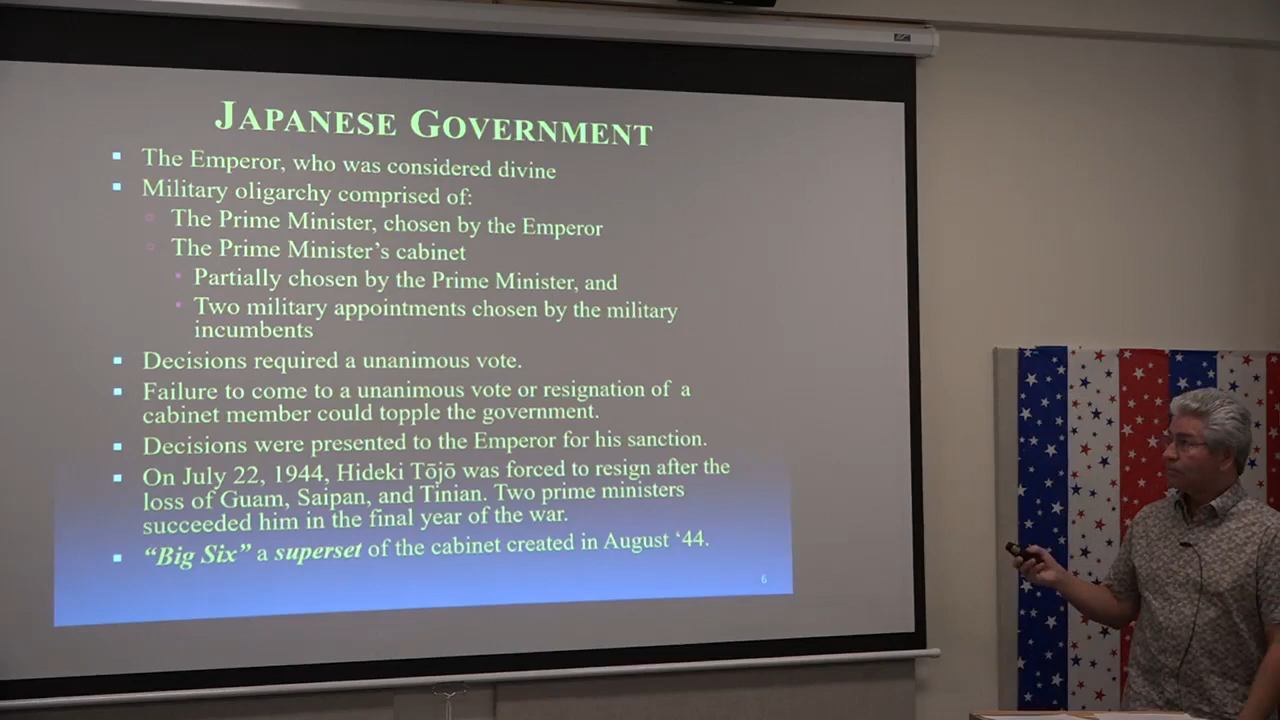 JAPANESE GOVERNMENT
The Emperor, who was considered divine
Military oligarchy comprised of:
The Prime Minister, chosen by the Emperor
The Prime Minister's cabinet
Partially chosen by the Prime Minister, and
Two military appointments chosen by the military
incumbents
Decisions required a unanimous vote.
Failure to come to a unanimous vote or resignation of a
cabinet member could topple the government.
Decisions were presented to the Emperor for his sanction.
On July 22, 1944, Hideki Tōjō was forced to resign after the
loss of Guam, Saipan, and Tinian. Two prime ministers
succeeded him in the final year of the war.
“Big Six” a superset of the cabinet created in August ‘44.
6